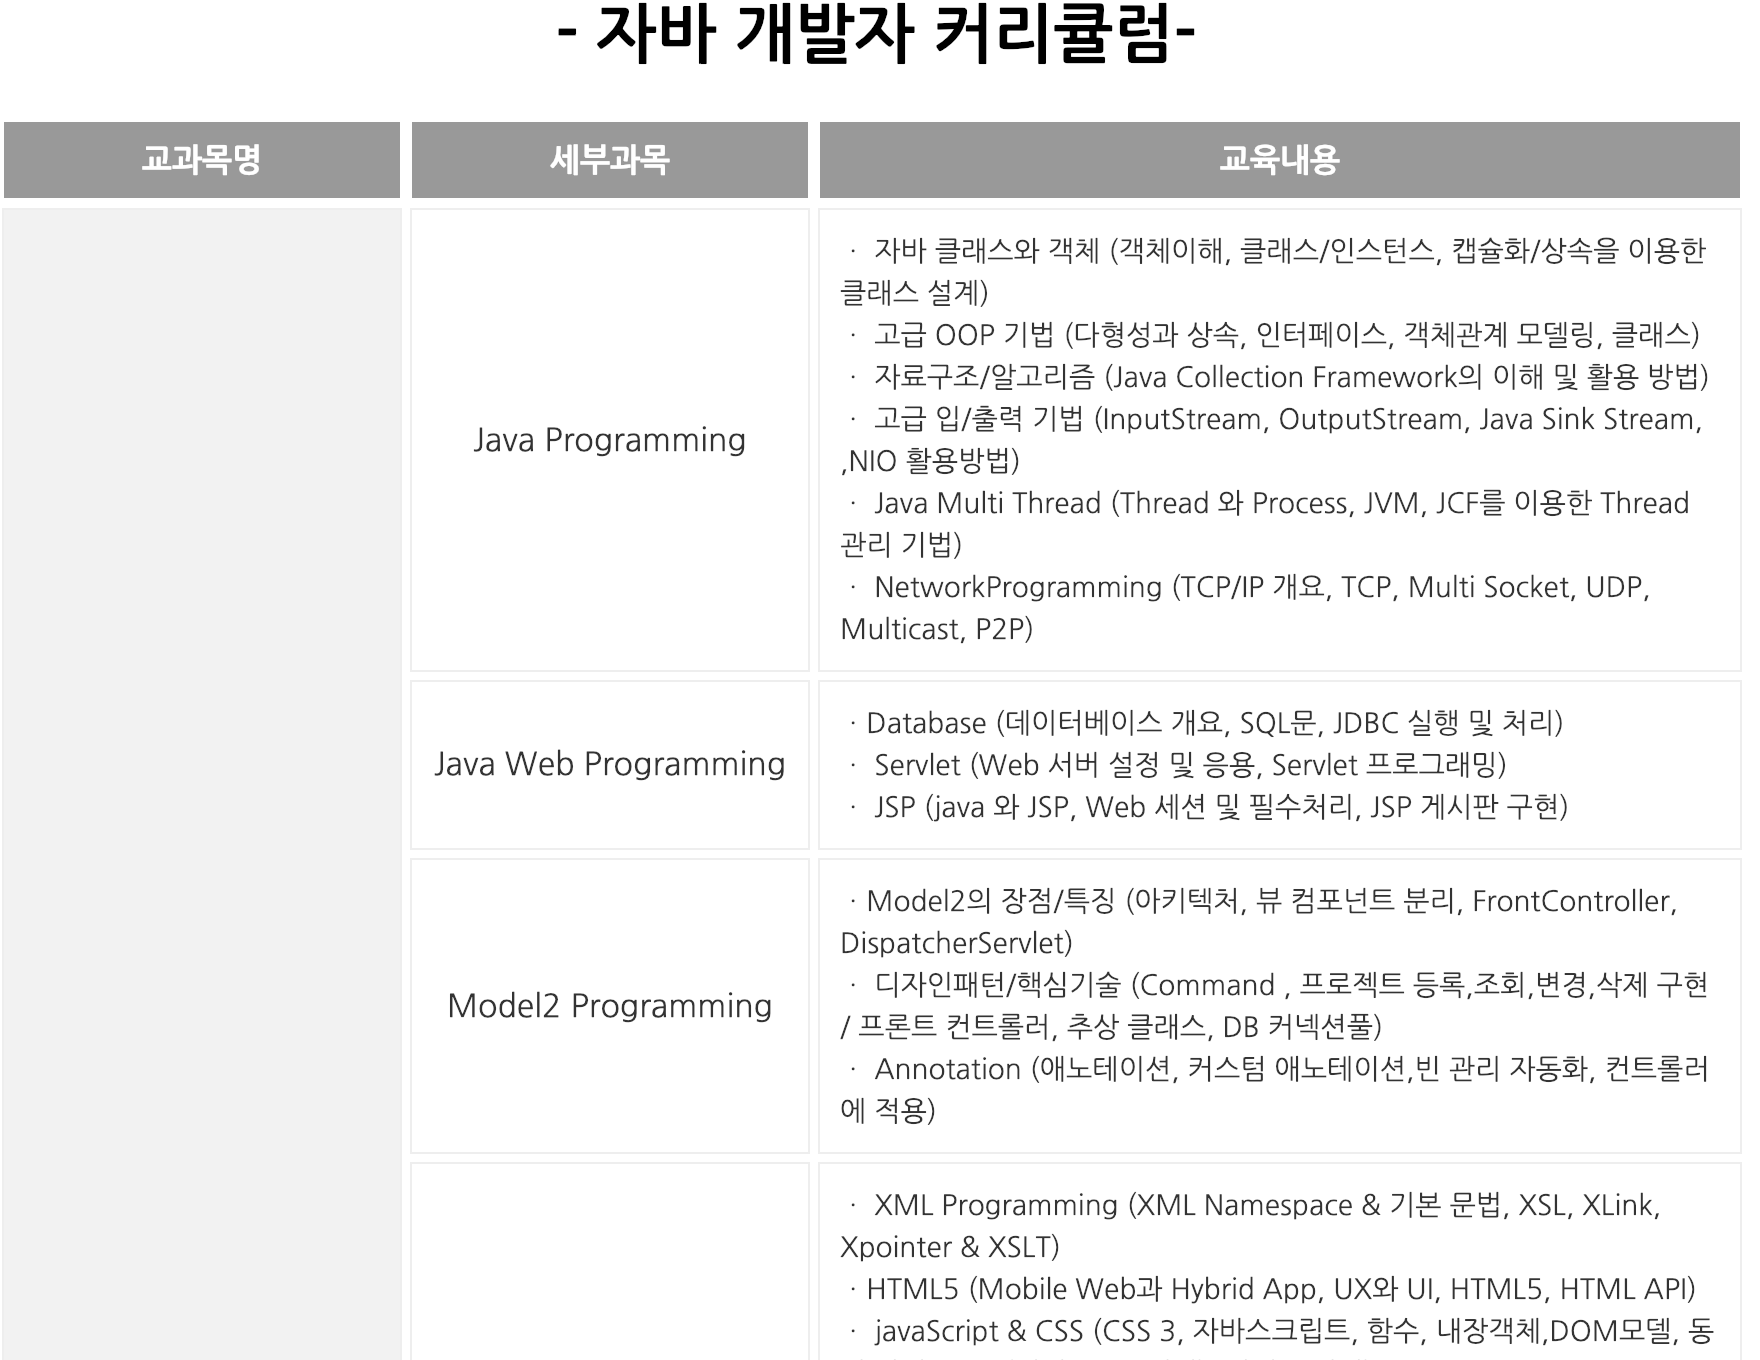 - 자바 개발자 커리큘럼-
교과목명
세부과목
교육내용
Java Programming
· 자바 클래스와 객체 (객체이해, 클래스/인스턴스, 캡슐화/상속을 이용한
클래스 설계)
· 고급 OOP 기법 (다형성과 상속, 인터페이스, 객체관계 모델링, 클래스)
· 자료구조/알고리즘 (Java Collection Framework의 이해 및 활용 방법)
· 고급 입/출력 기법 (InputStream, OutputStream, Java Sink Stream,
,NIO 활용방법)
· Java Multi Thread (Thread 와 Process, JVM, JCF를 이용한 Thread
관리 기법)
· NetworkProgramming (TCP/IP 개요, TCP, Multi Socket, UDP,
Multicast, P2P)
Java Web Programming
· Database (데이터베이스 개요, SQL문, JDBC 실행 및 처리)
· Servlet (Web 서버 설정 및 응용, Servlet 프로그래밍)
· JSP (java 와 JSP, Web 세션 및 필수처리, JSP 게시판 구현)
Model2 Programming
· Model2의 장점/특징 (아키텍처, 뷰 컴포넌트 분리, FrontController,
DispatcherServlet)
· 디자인패턴/핵심기술 (Command , 프로젝트 등록,조회,변경,삭제 구현
/ 프론트 컨트롤러, 추상 클래스, DB 커넥션풀)
· Annotation (애노테이션, 커스텀 애노테이션,빈 관리 자동화, 컨트롤러
에 적용)
· XML Programming (XML Namespace & 기본 문법, XSL, XLink,
Xpointer & XSLT)
· HTML5 (Mobile Web과 Hybrid App, UX와 UI, HTML5, HTML API)
· javaScript & CSS (CSS 3, 자바스크립트, 함수, 내장객체,DOM모델, 동